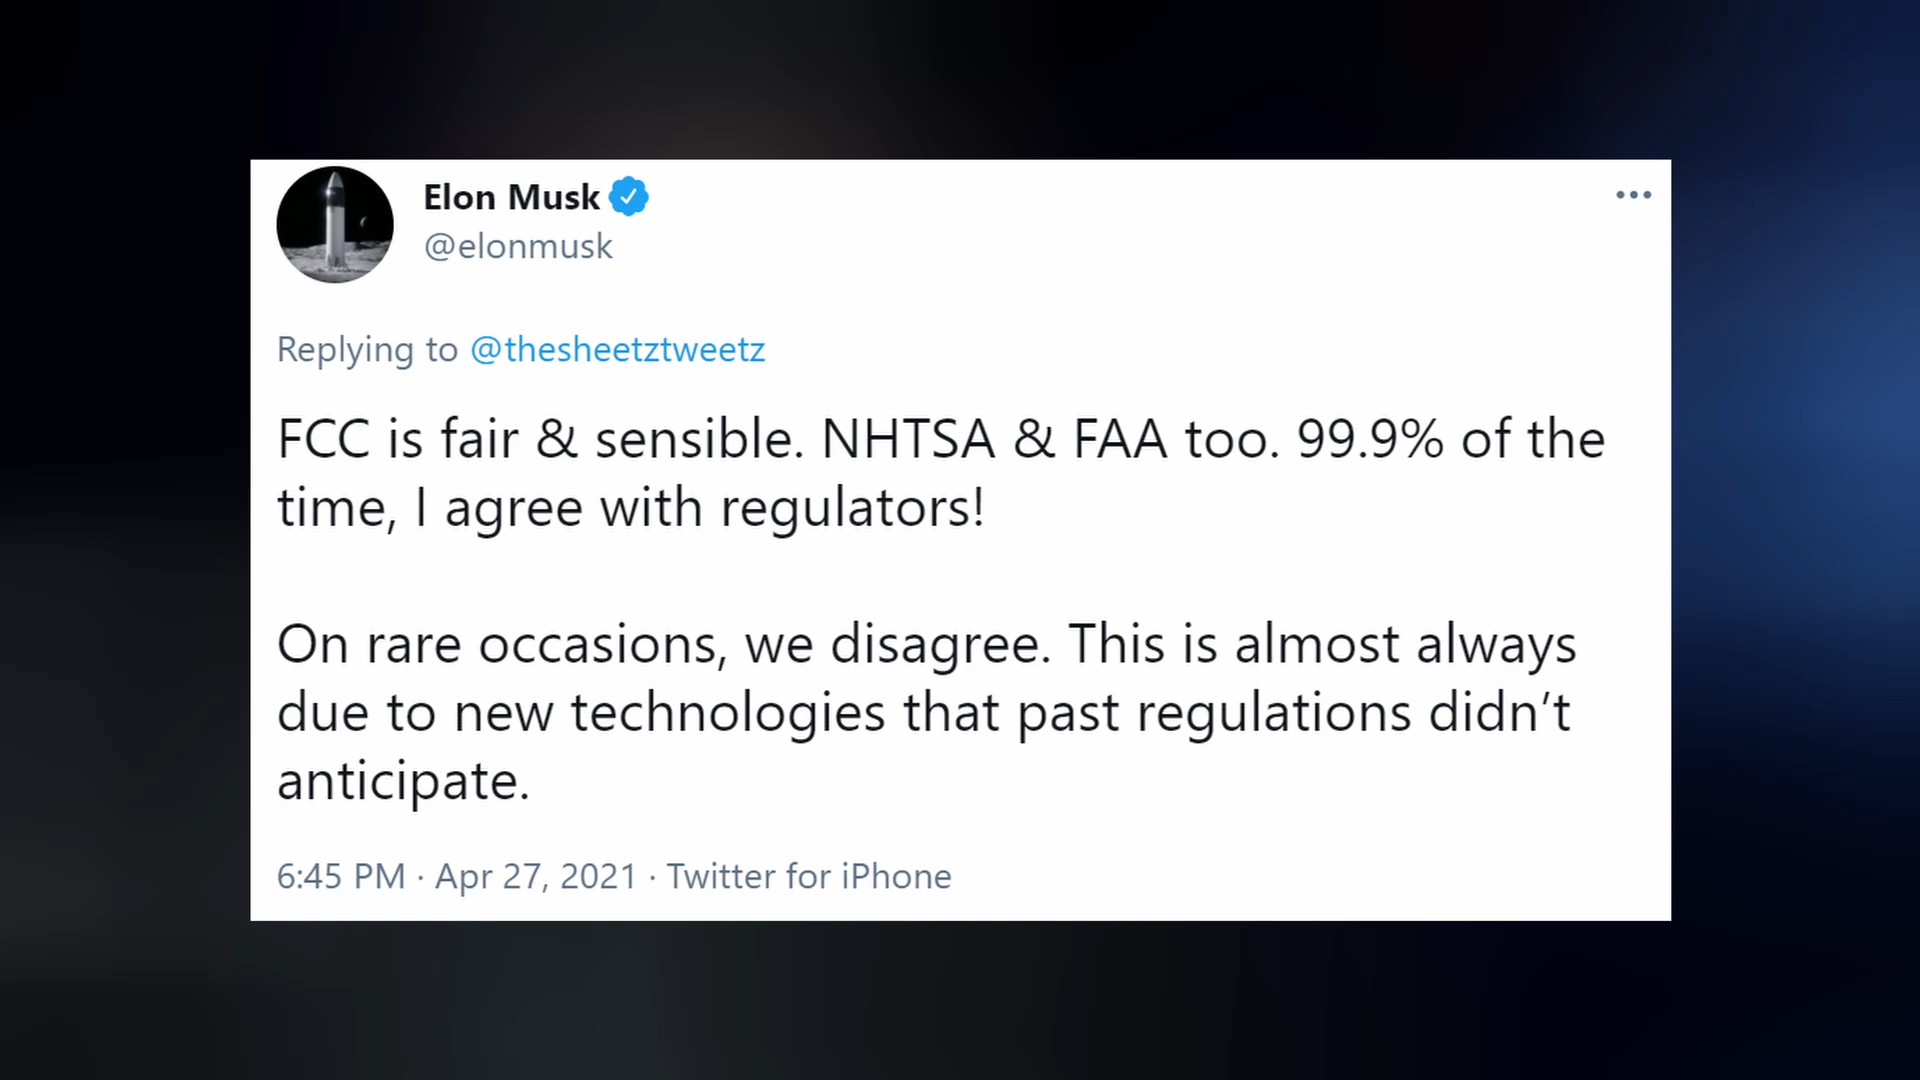 Elon Musk
@elonmusk
Replying to @thesheetztweetz
FCC is fair & sensible. NHTSA & FAA too. 99.9% of the
time, I agree with regulators!
On rare occasions, we disagree. This is almost always
due to new technologies that past regulations didn’t
anticipate.
6:45 PM · Apr 27, 2021 · Twitter for iPhone